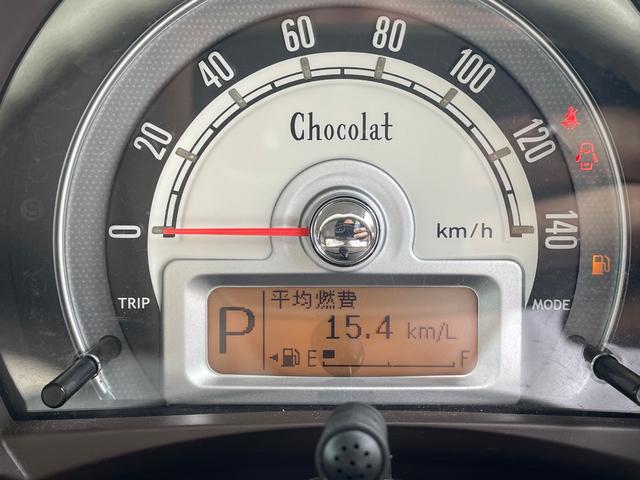 0
20
40
60
80
100
120
140
Chocolat
km/h
TRIP
MODE
P
平均燃費
15.4 km/L
E F